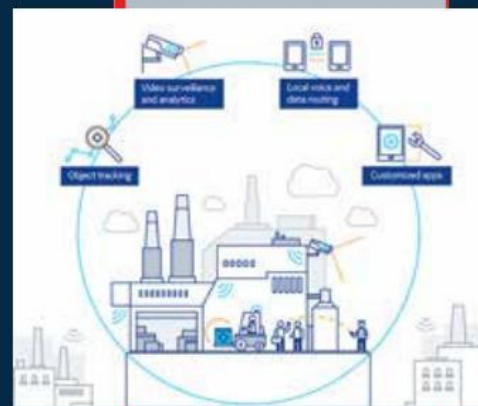 Video surveillance
and analytics
Local voice and
data routing
Object tracking
Customized apps